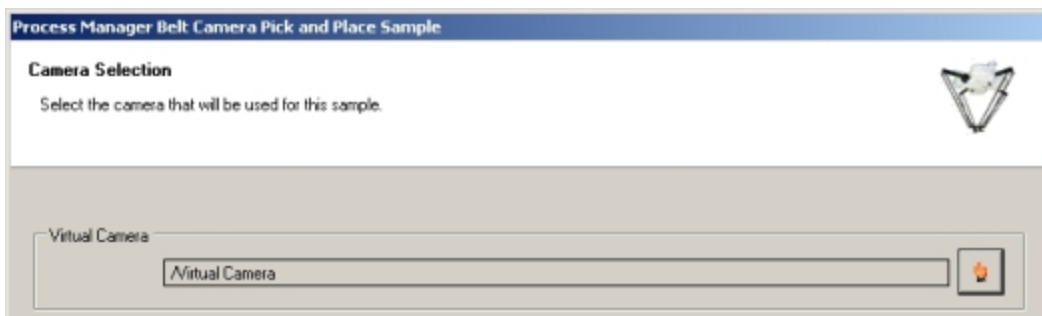 Process Manager Belt Camera Pick and Place Sample
Camera Selection
Select the camera that will be used for this sample.
Virtual Camera
/Virtual Camera